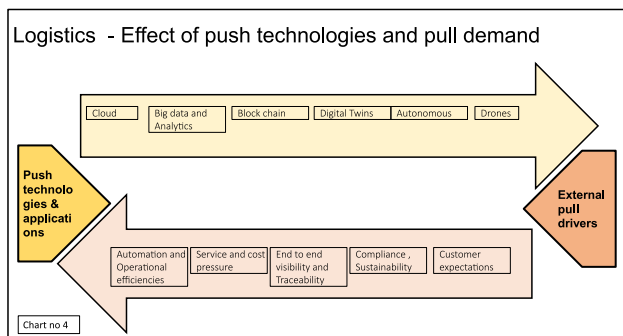 Logistics - Effect of push technologies and pull demand
Cloud
Big data and
Analytics
Block chain
Digital Twins
Autonomous
Drones
Push
technolo
gies &
applicati
ons
External
pull
drivers
Automation and
Operational
efficiencies
Service and cost
pressure
End to end
visibility and
Traceability
Compliance ,
Sustainability
Customer
expectations
Chart no 4